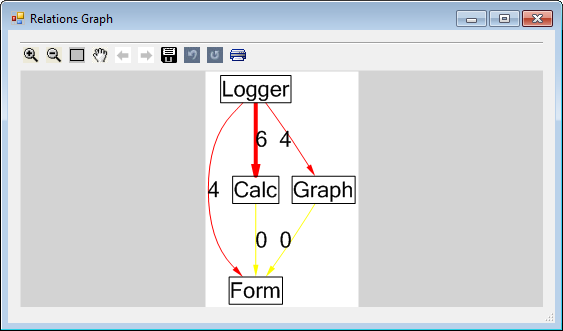 Relations Graph
Logger
6 4
4 Calc Graph
0 0
Form